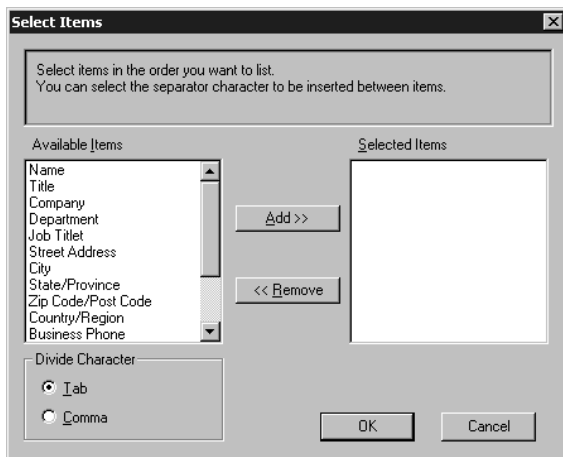 Select Items
Select items in the order you want to list.
You can select the separator character to be inserted between items.
Available Items
Selected Items
Name
Title
Company
Department
Job Titlet
Street Address
City
State/Province
Zip Code/Post Code
Country/Region
Business Phone
Add >>
<< Remove
Divide Character
Tab
Comma
OK
Cancel